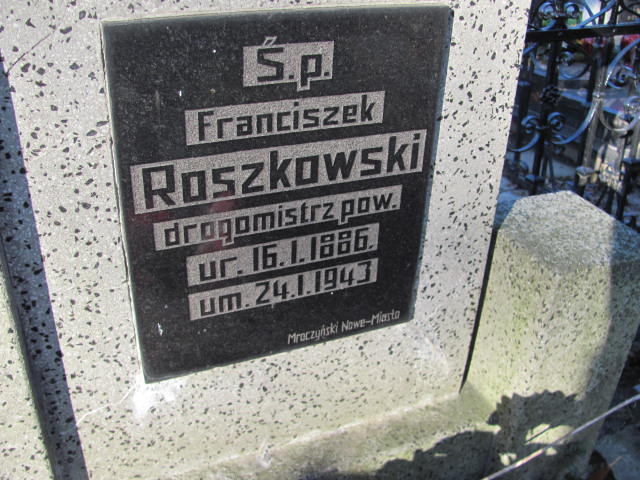 Ś.p.
Franciszek
Roszkowski
drogomistrz pow.
ur. 16.1.1886.
um. 24.1.1943
Mroczyński Nowe-Miasto